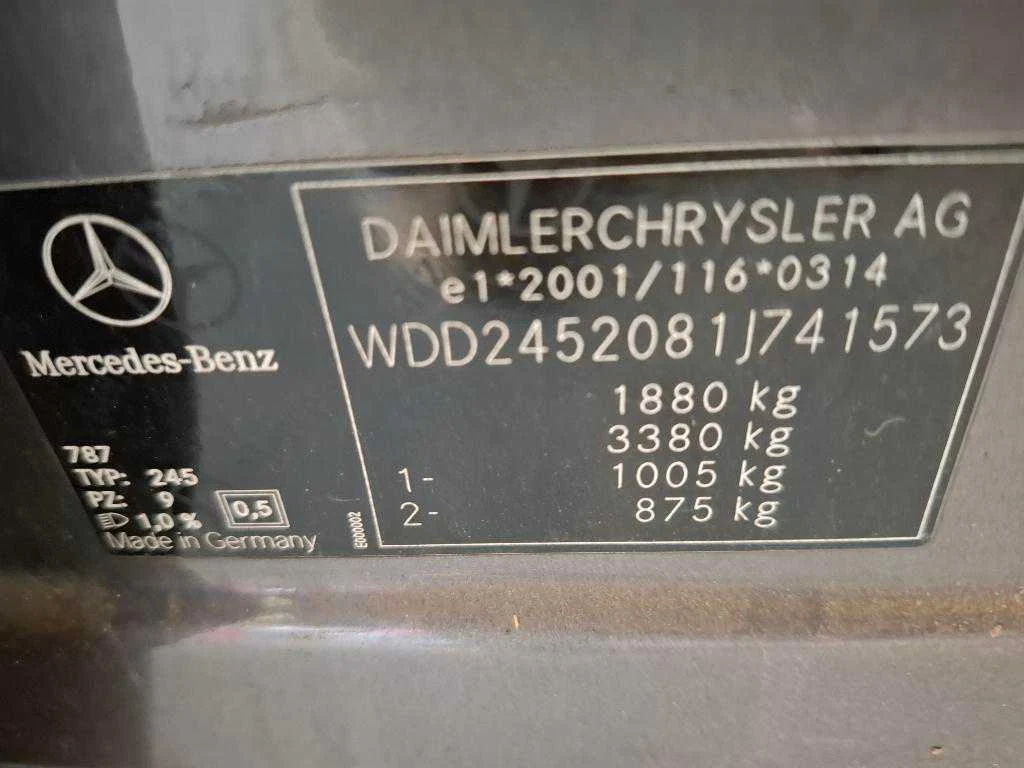 Mercedes-Benz
787
TYP: 245
PZ: 9
1,0 %
0,5
Made in Germany
E000002
DAIMLERCHRYSLER AG
e1*2001/116*0314
WDD2452081J741573
1880 kg
3380 kg
1- 1005 kg
2- 875 kg